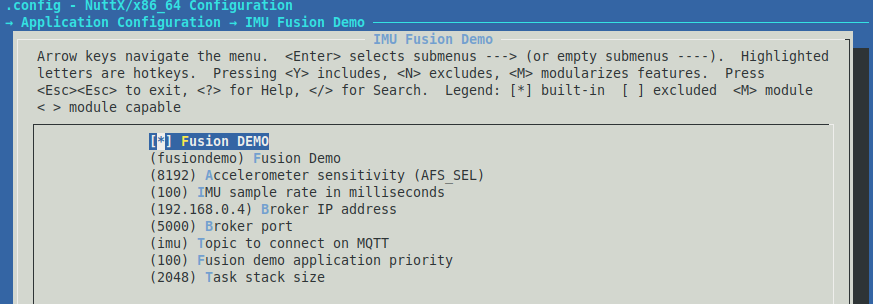 .config - NuttX/x86_64 Configuration
→ Application Configuration → IMU Fusion Demo
IMU Fusion Demo
Arrow keys navigate the menu.  <Enter> selects submenus ---> (or empty submenus ----).  Highlighted
letters are hotkeys.  Pressing <Y> includes, <N> excludes, <M> modularizes features.  Press
<Esc><Esc> to exit, <?> for Help, </> for Search.  Legend: [*] built-in  [ ] excluded  <M> module
< > module capable
[*] Fusion DEMO
(fusiondemo) Fusion Demo
(8192) Accelerometer sensitivity (AFS_SEL)
(100) IMU sample rate in milliseconds
(192.168.0.4) Broker IP address
(5000) Broker port
(imu) Topic to connect on MQTT
(100) Fusion demo application priority
(2048) Task stack size